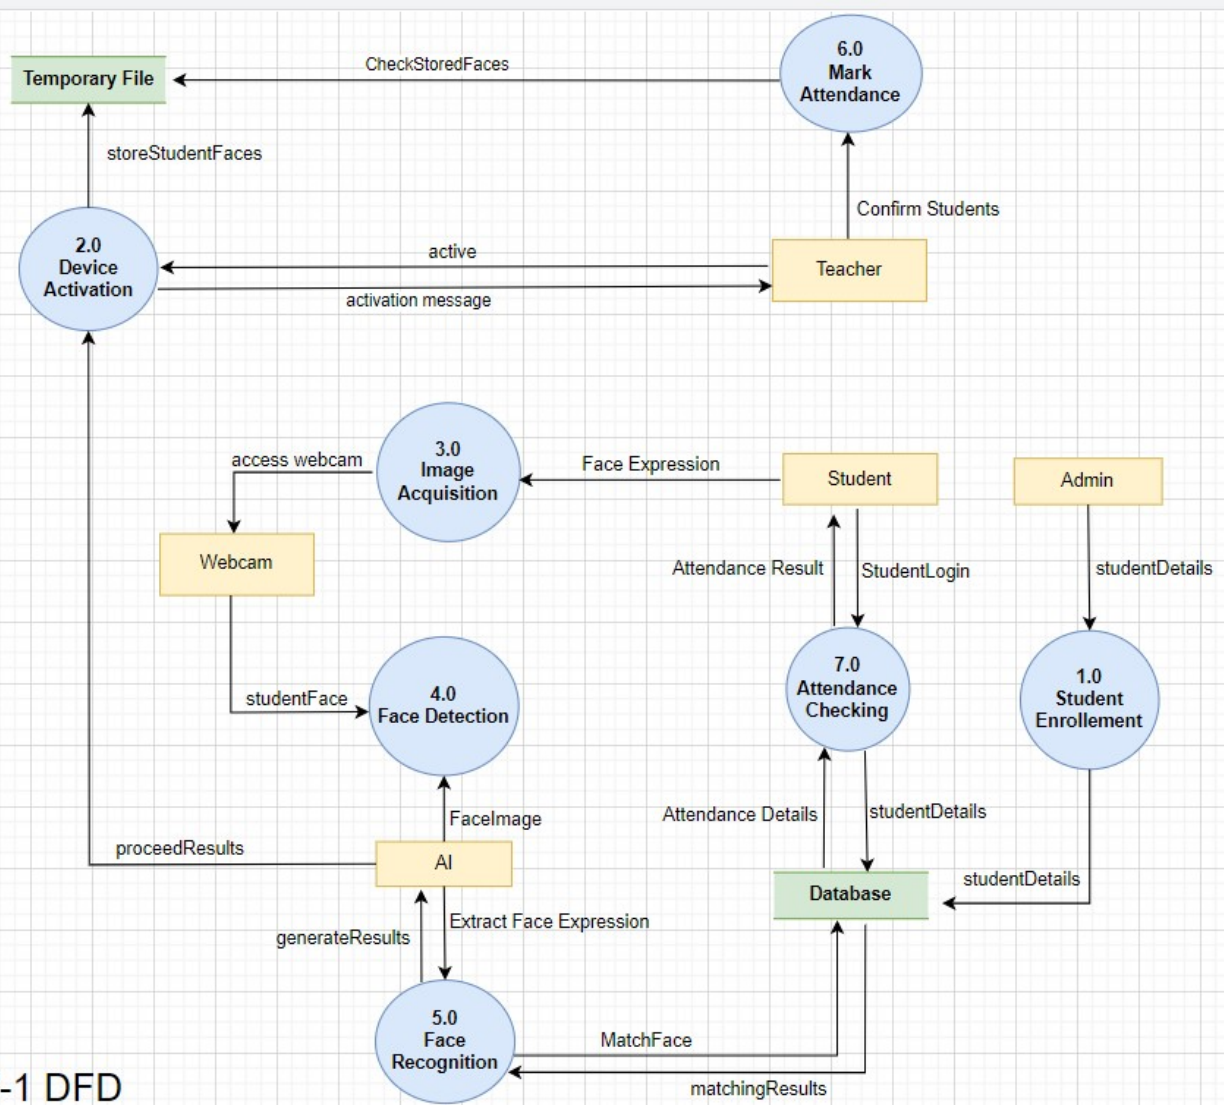 6.0
Mark
Attendance
CheckStoredFaces
Temporary File
storeStudentFaces
Confirm Students
2.0
Device
Activation
active
Teacher
activation message
3.0
Image
Acquisition
access webcam
Face Expression
Student
Admin
Webcam
Attendance Result
StudentLogin
studentDetails
4.0
Face Detection
studentFace
7.0
Attendance
Checking
1.0
Student
Enrollement
FaceImage
Attendance Details
studentDetails
proceedResults
AI
Database
studentDetails
Extract Face Expression
generateResults
5.0
Face
Recognition
MatchFace
matchingResults
-1 DFD